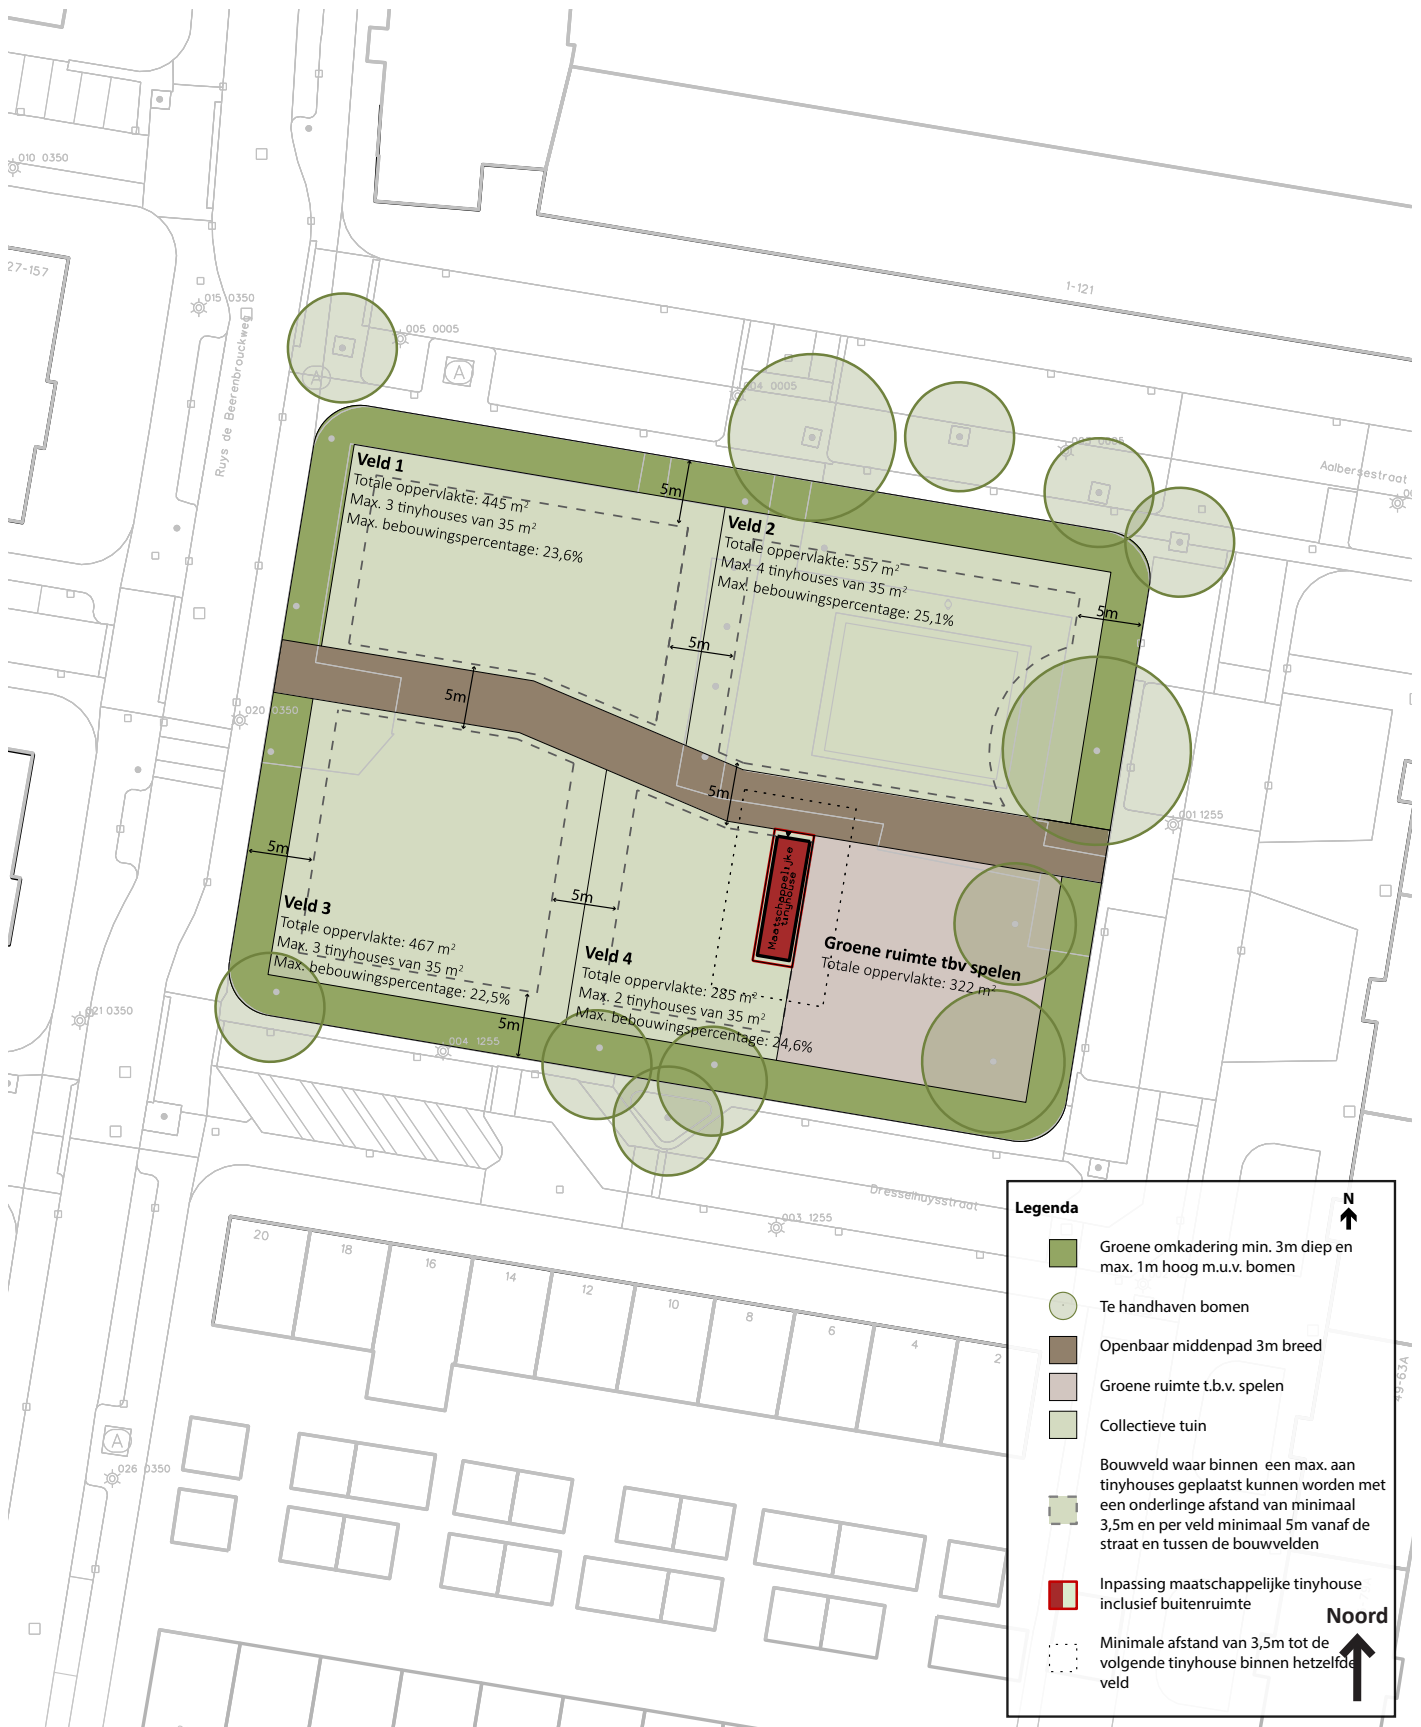 010 0350
27-157
015 0350
Ruys de Beerenbrouckweg
005 0005
A
A
004 0005
1-121
003 0005
Aalbersestraat
Veld 1
Totale oppervlakte: 445 m²
Max. 3 tinyhouses van 35 m²
Max. bebouwingspercentage: 23,6%
5m
Veld 2
Totale oppervlakte: 557 m²
Max. 4 tinyhouses van 35 m²
Max. bebouwingspercentage: 25,1%
5m
5m
5m
020 0350
5m
001 1255
Maatschappelijke
tinyhouse
5m
5m
Veld 3
Totale oppervlakte: 467 m²
Max. 3 tinyhouses van 35 m²
Max. bebouwingspercentage: 22,5%
Veld 4
Totale oppervlakte: 285 m²
Max. 2 tinyhouses van 35 m²
Max. bebouwingspercentage: 24,6%
Groene ruimte tbv spelen
Totale oppervlakte: 322 m²
5m
021 0350
004 1255
Dresselhuysstraat
003 1255
20
18
16
14
12
10
8
6
4
2
49-63A
A
026 0350
Legenda
N
Groene omkadering min. 3m diep en
max. 1m hoog m.u.v. bomen
Te handhaven bomen
Openbaar middenpad 3m breed
Groene ruimte t.b.v. spelen
Collectieve tuin
Bouwveld waar binnen een max. aan
tinyhouses geplaatst kunnen worden met
een onderlinge afstand van minimaal
3,5m en per veld minimaal 5m vanaf de
straat en tussen de bouwvelden
Inpassing maatschappelijke tinyhouse
inclusief buitenruimte
Noord
Minimale afstand van 3,5m tot de
volgende tinyhouse binnen hetzelfde
veld